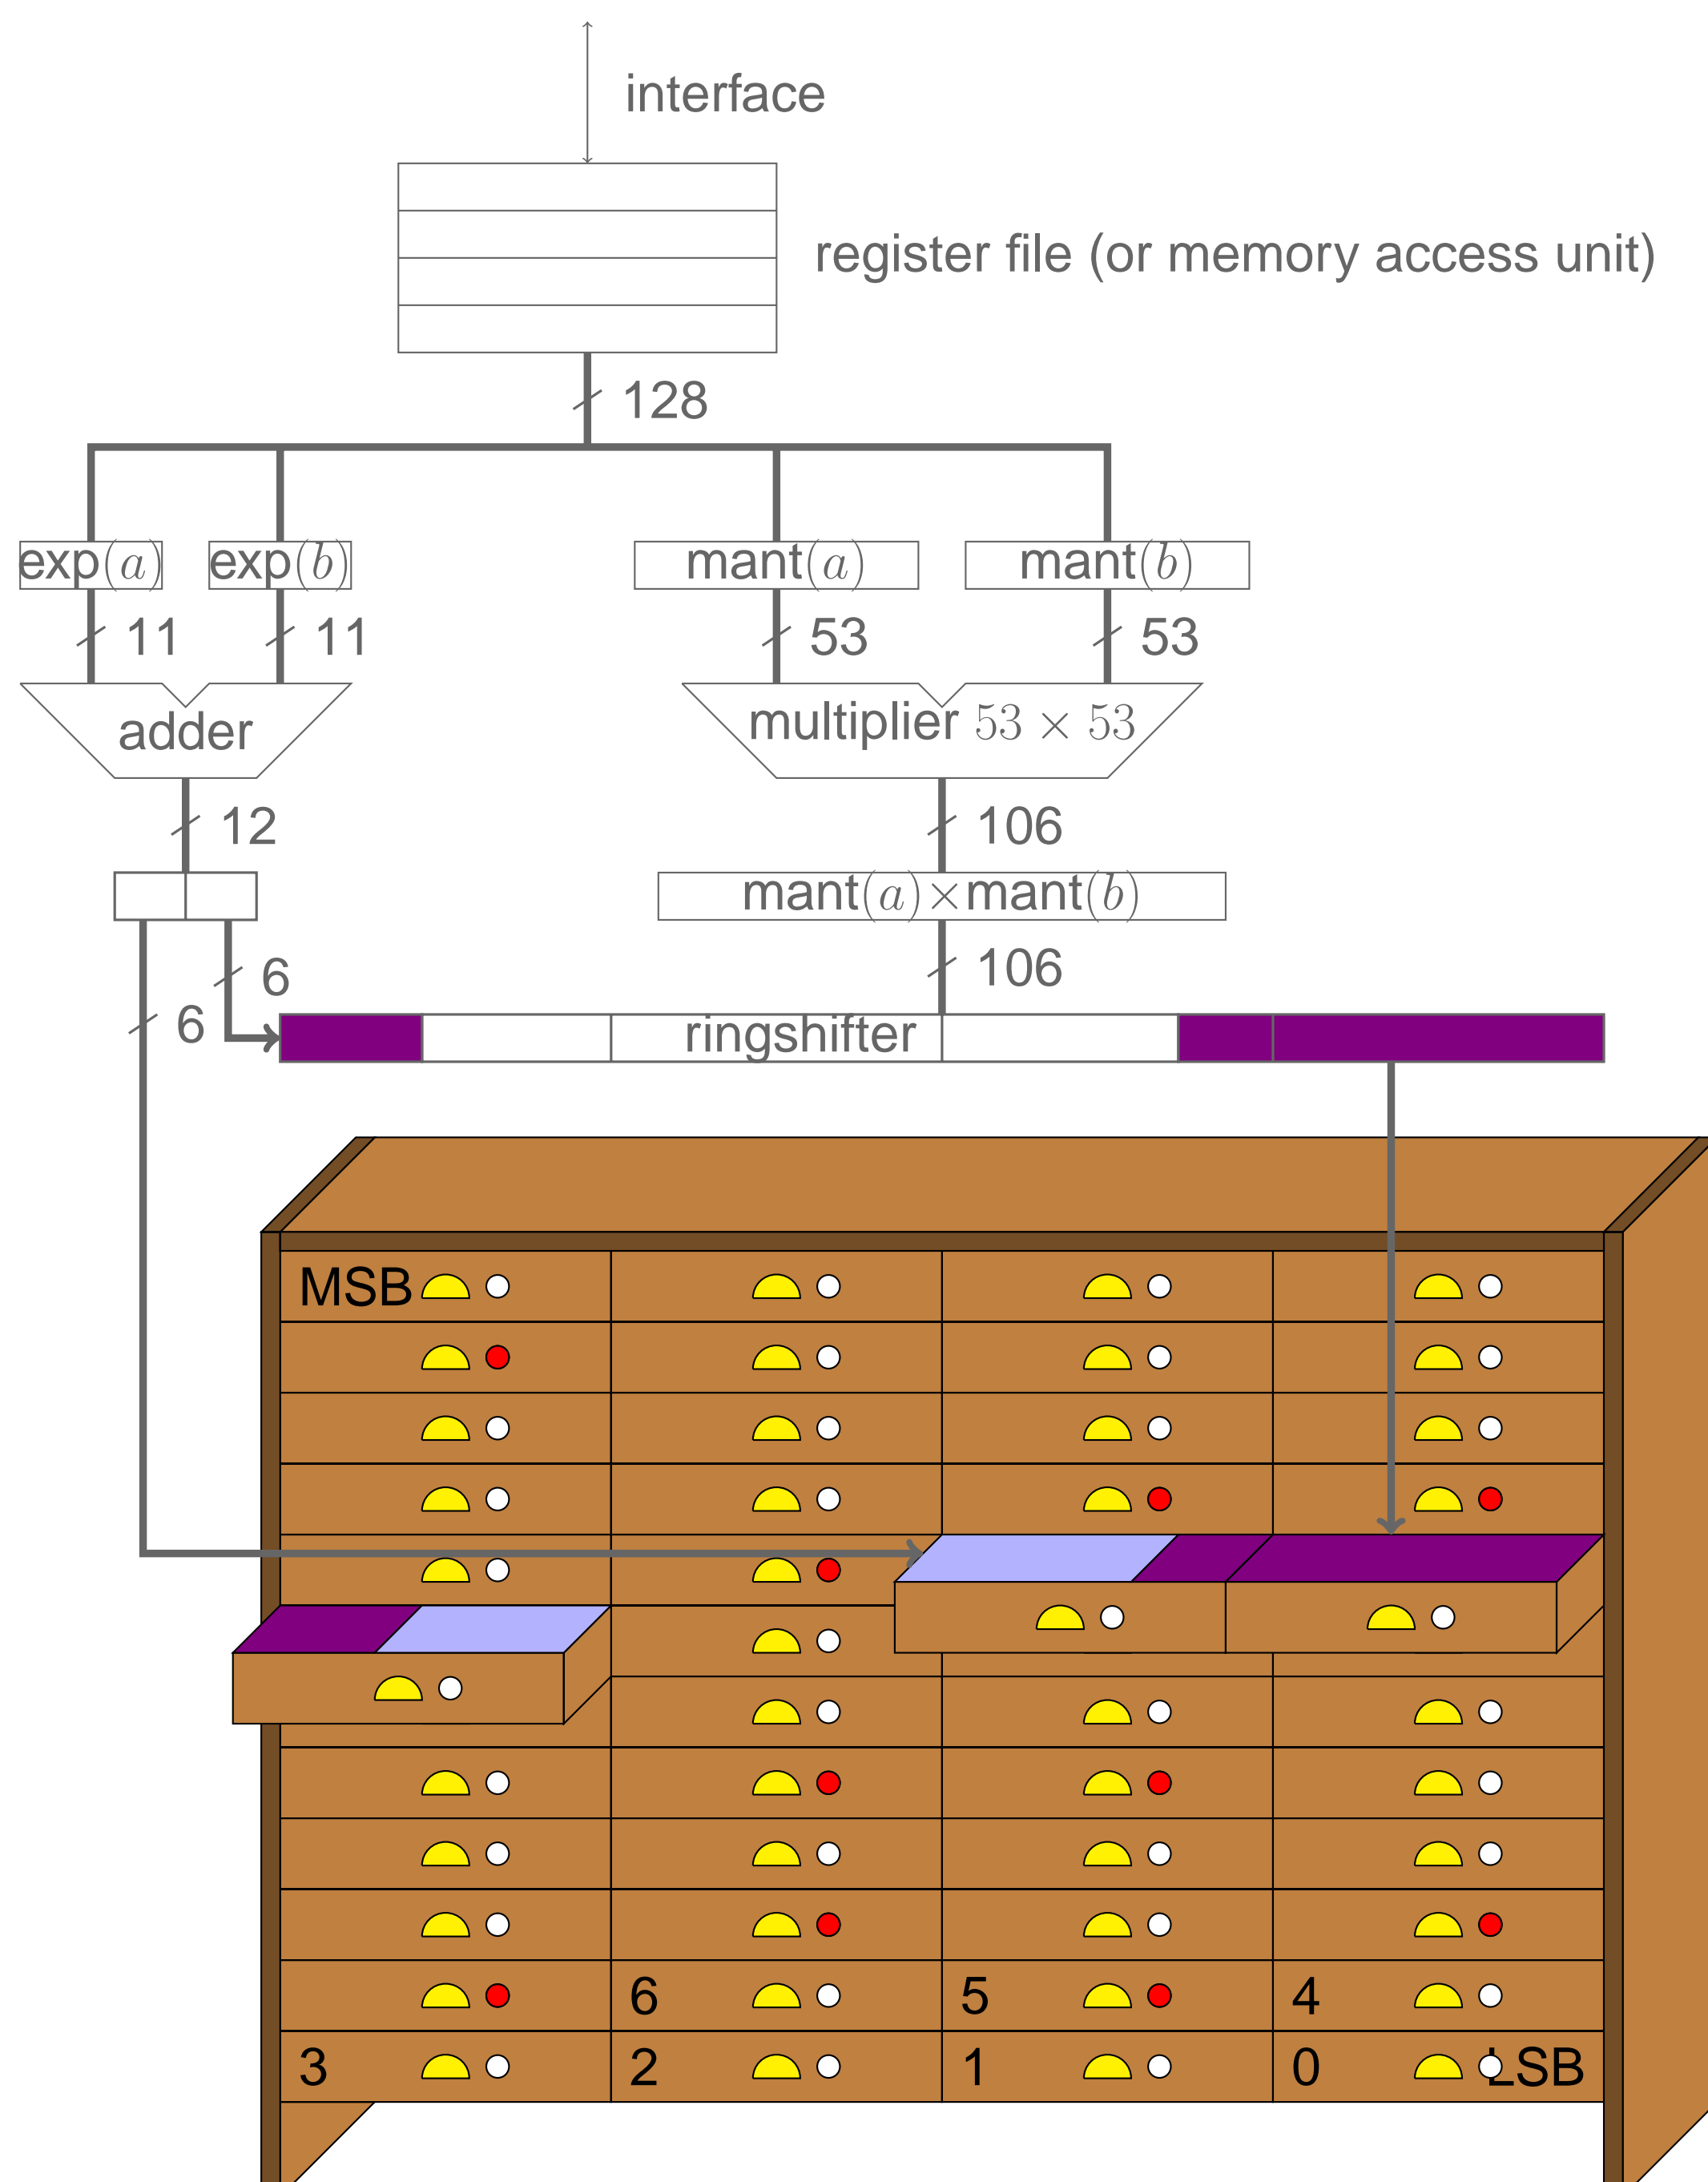 interface
register file (or memory access unit)
128
exp(a) exp(b) mant(a) mant(b)
11 11 53 53
adder multiplier 53 × 53
12 106
mant(a)×mant(b)
6 106
6 ringshifter
MSB
6 5 4
3 2 1 0 LSB